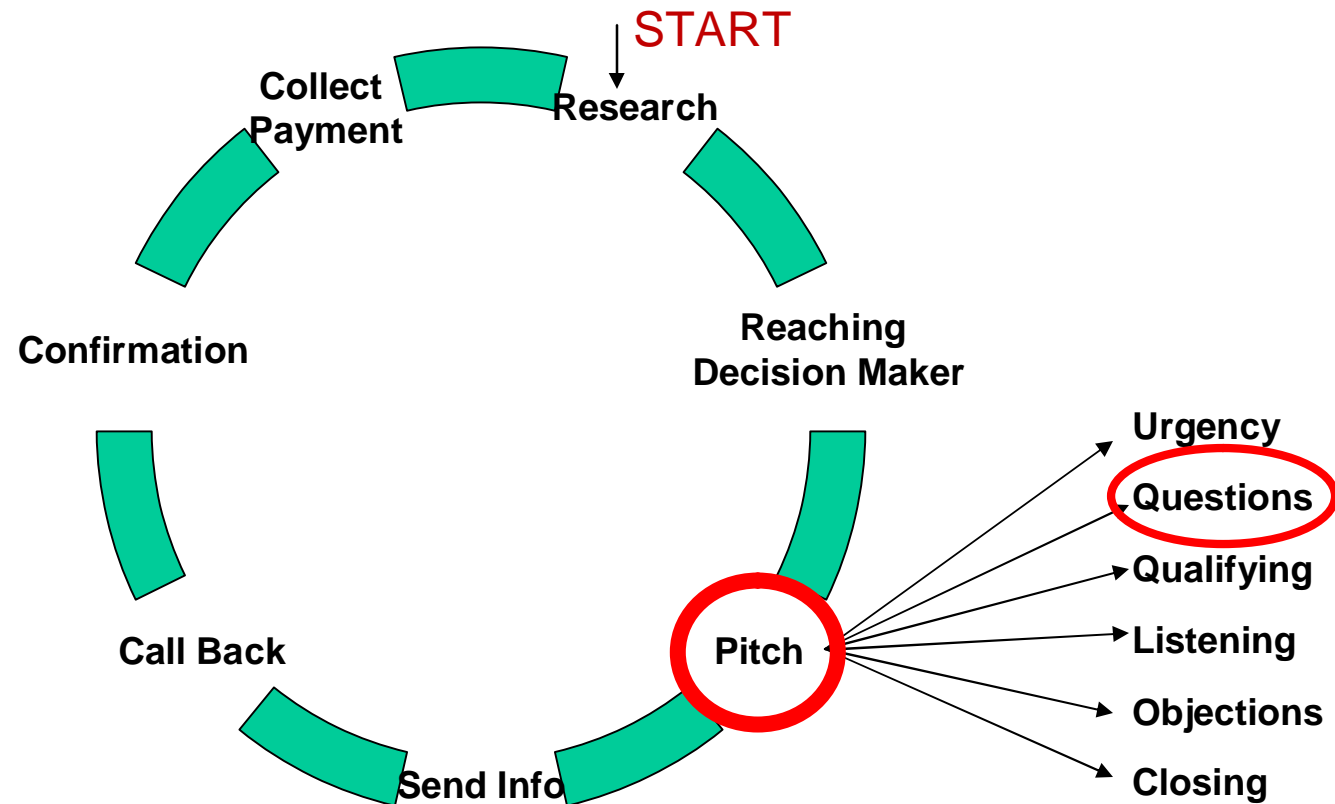 START
Research
Reaching
Decision Maker
Pitch
Urgency
Questions
Qualifying
Listening
Objections
Closing
Send Info
Call Back
Confirmation
Collect
Payment